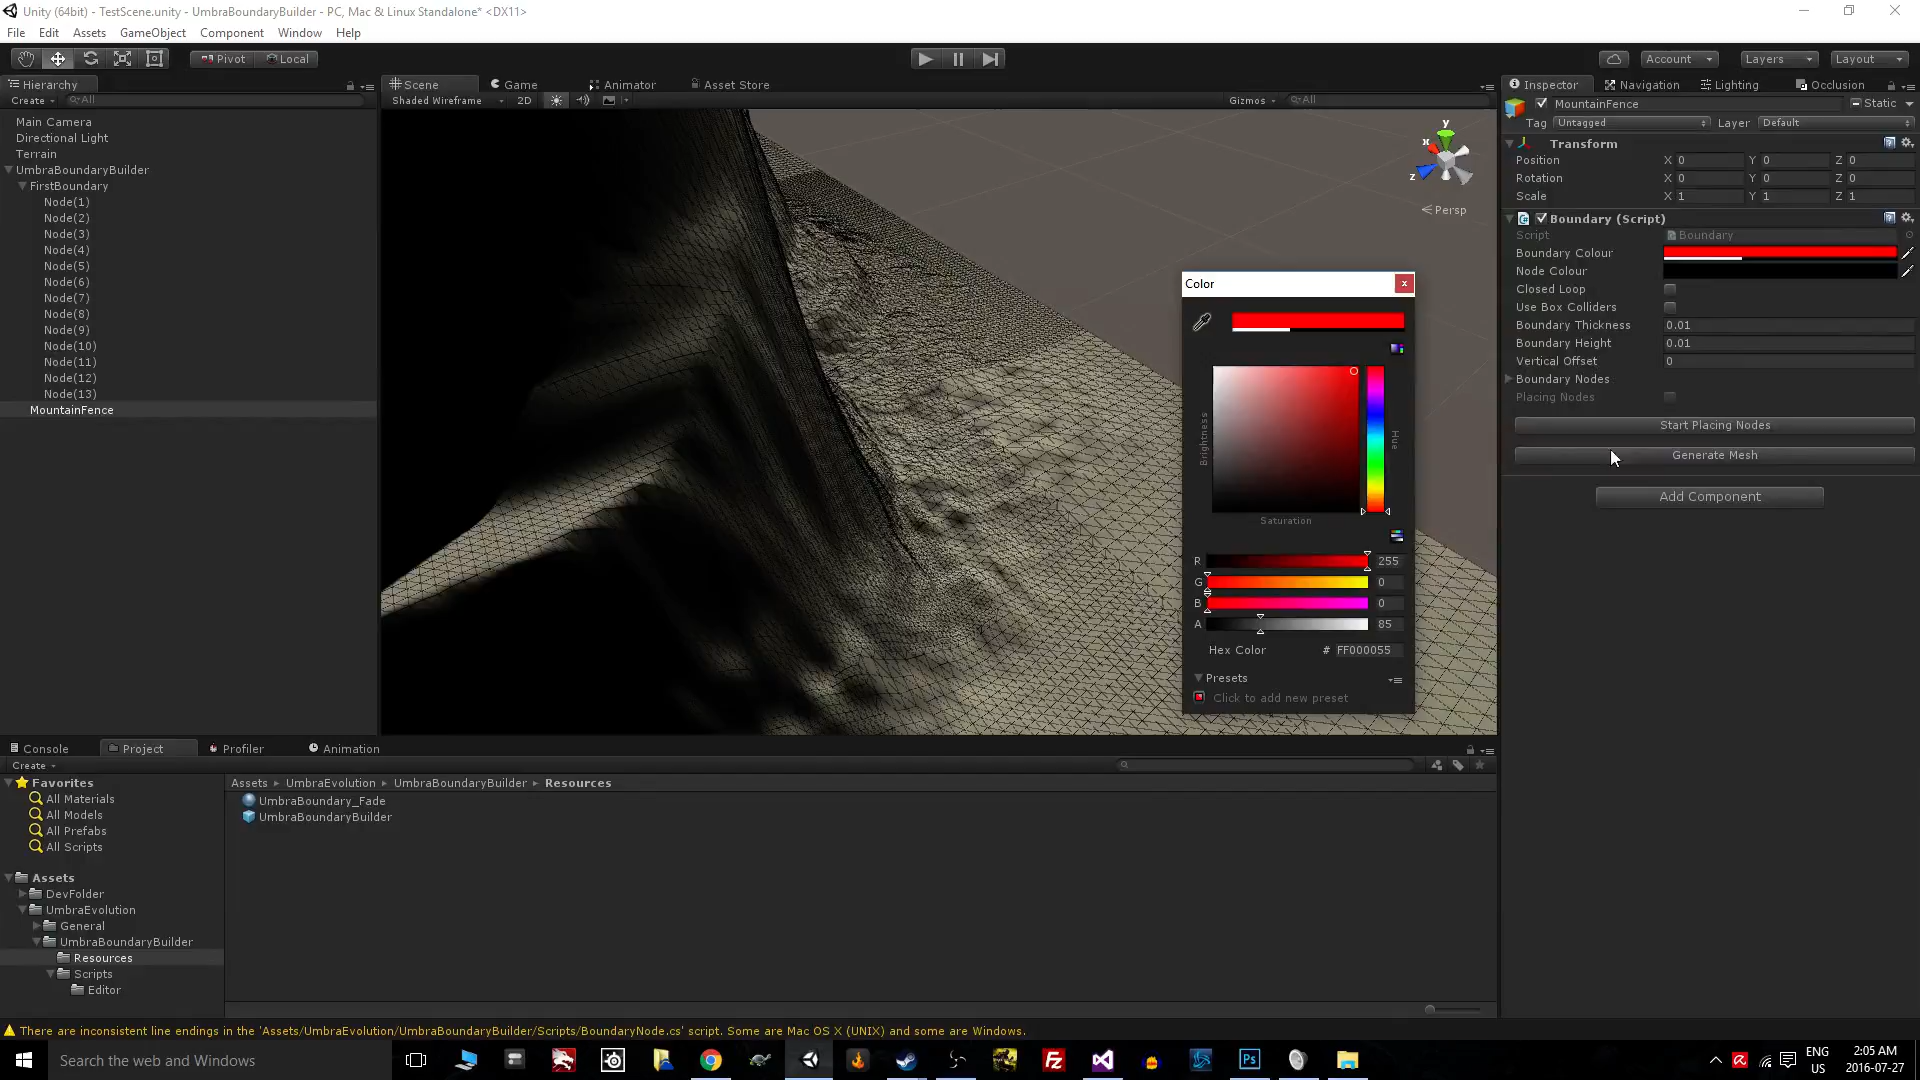 Unity (64bit) - TestScene.unity - UmbraBoundaryBuilder - PC, Mac & Linux Standalone* <DX11>
File Edit Assets GameObject Component Window Help
Pivot Local Account Layers Layout
Hierarchy Scene Game Animator Asset Store Inspector Navigation Lighting Occlusion
Create All Shaded Wireframe 2D Gizmos All
MountainFence Static
Tag Untagged Layer Default
Main Camera
Directional Light
Terrain
UmbraBoundaryBuilder
FirstBoundary
Node(1)
Node(2)
Node(3)
Node(4)
Node(5)
Node(6)
Node(7)
Node(8)
Node(9)
Node(10)
Node(11)
Node(12)
Node(13)
MountainFence
y
x
z
Persp
Transform
Position X 0 Y 0 Z 0
Rotation X 0 Y 0 Z 0
Scale X 1 Y 1 Z 1
Boundary (Script)
Script Boundary
Boundary Colour
Node Colour
Closed Loop
Use Box Colliders
Boundary Thickness 0.01
Boundary Height 0.01
Vertical Offset 0
Boundary Nodes
Placing Nodes
Start Placing Nodes
Generate Mesh
Add Component
Color
Brightness
Hue
Saturation
R 255
G 0
B 0
A 85
Hex Color # FF000055
Presets
Click to add new preset
Console Project Profiler Animation
Create
Favorites
All Materials
All Models
All Prefabs
All Scripts
Assets
DevFolder
UmbraEvolution
General
UmbraBoundaryBuilder
Resources
Scripts
Editor
Assets UmbraEvolution UmbraBoundaryBuilder Resources
UmbraBoundary_Fade
UmbraBoundaryBuilder
There are inconsistent line endings in the 'Assets/UmbraEvolution/UmbraBoundaryBuilder/Scripts/BoundaryNode.cs' script. Some are Mac OS X (UNIX) and some are Windows.
Search the web and Windows
Fz
Ps
ENG
US
2:05 AM
2016-07-27